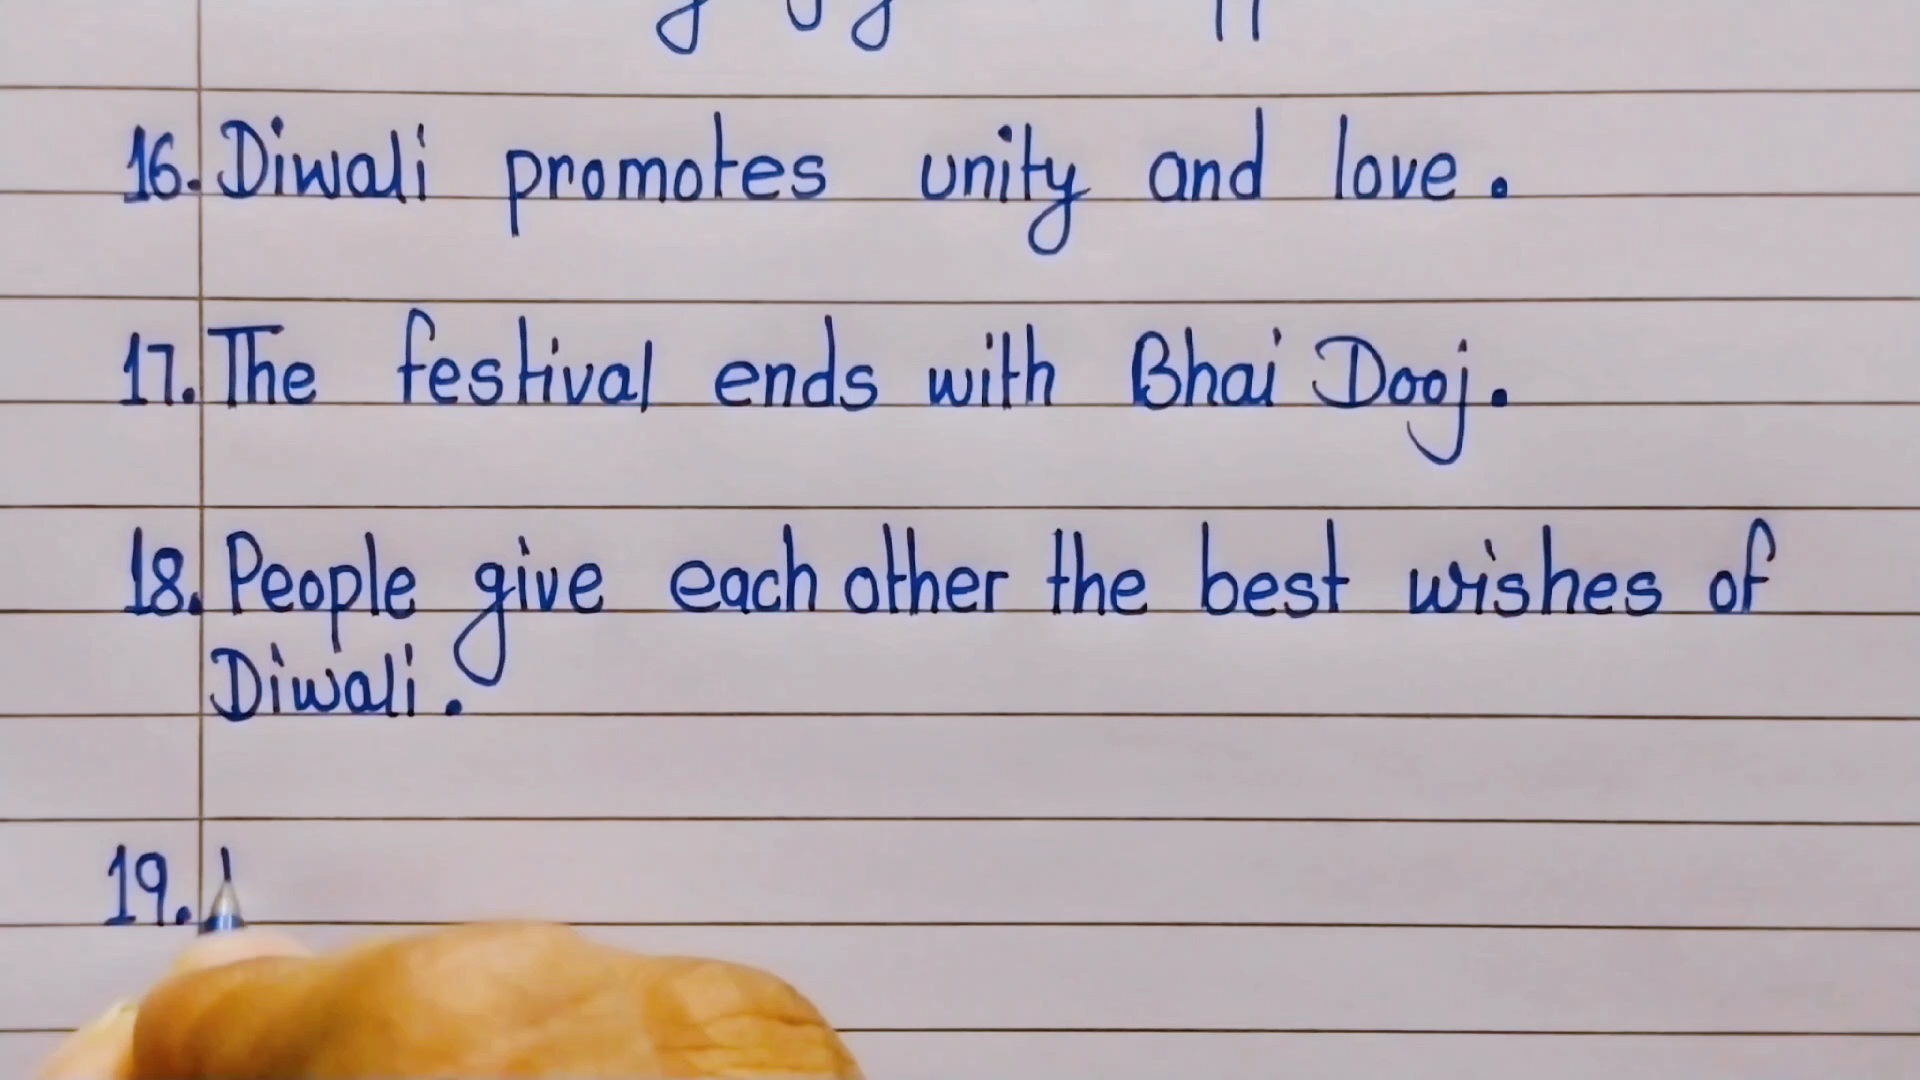 16. Diwali promotes unity and love.
17. The festival ends with Bhai Dooj.
18. People give each other the best wishes of
Diwali.
19.